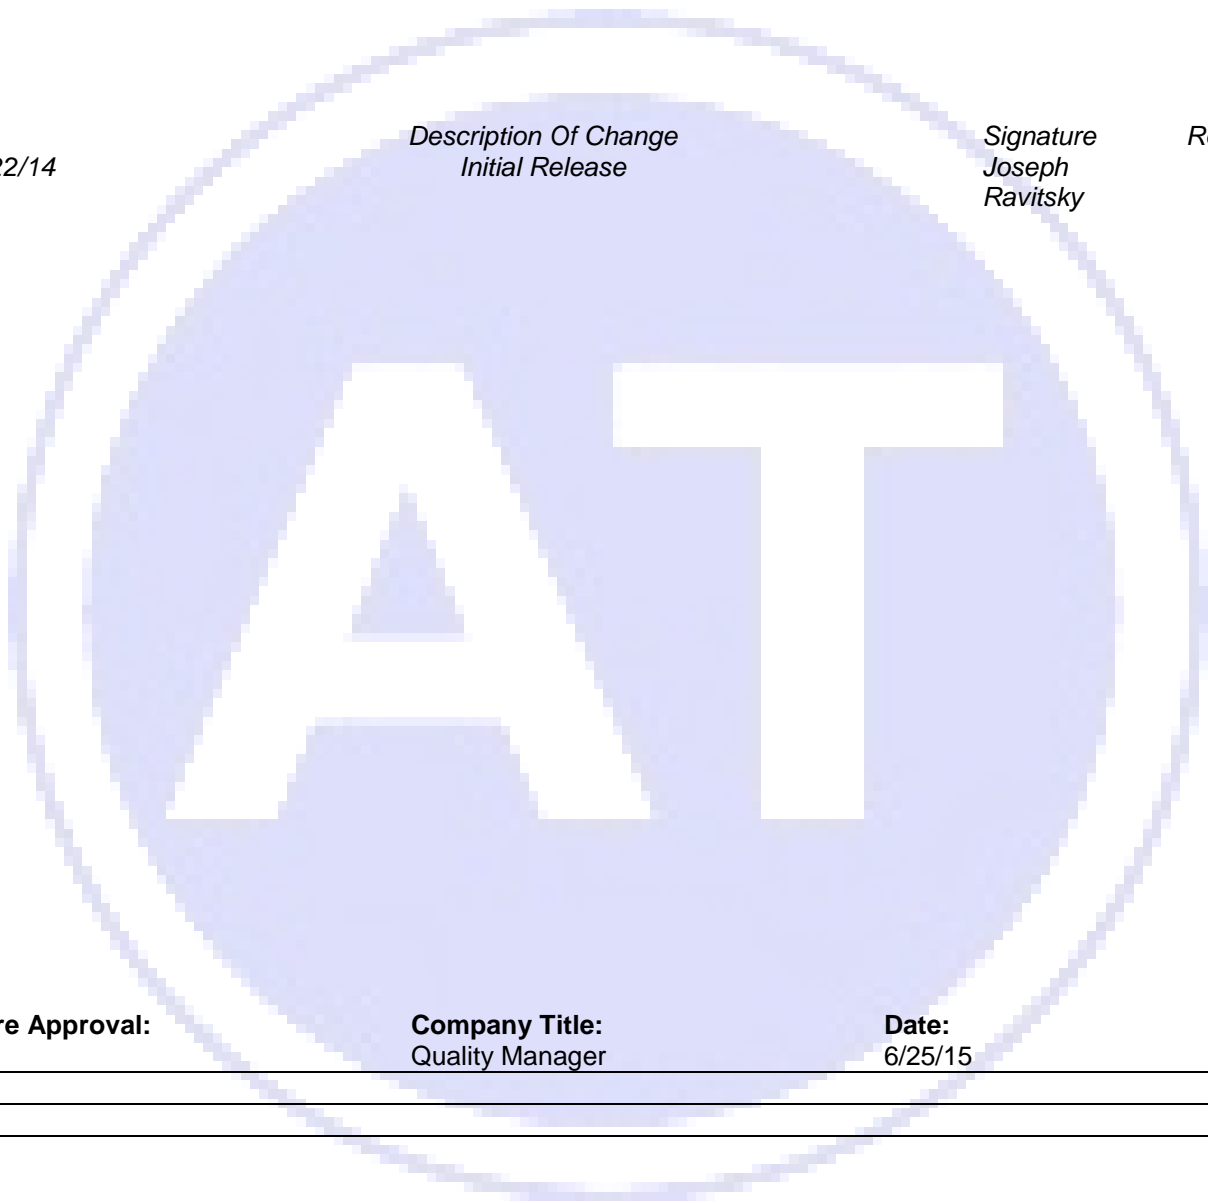 Description Of Change Signature
22/14 Initial Release Joseph
Ravitsky
AT
re Approval: Company Title: Date:
Quality Manager 6/25/15